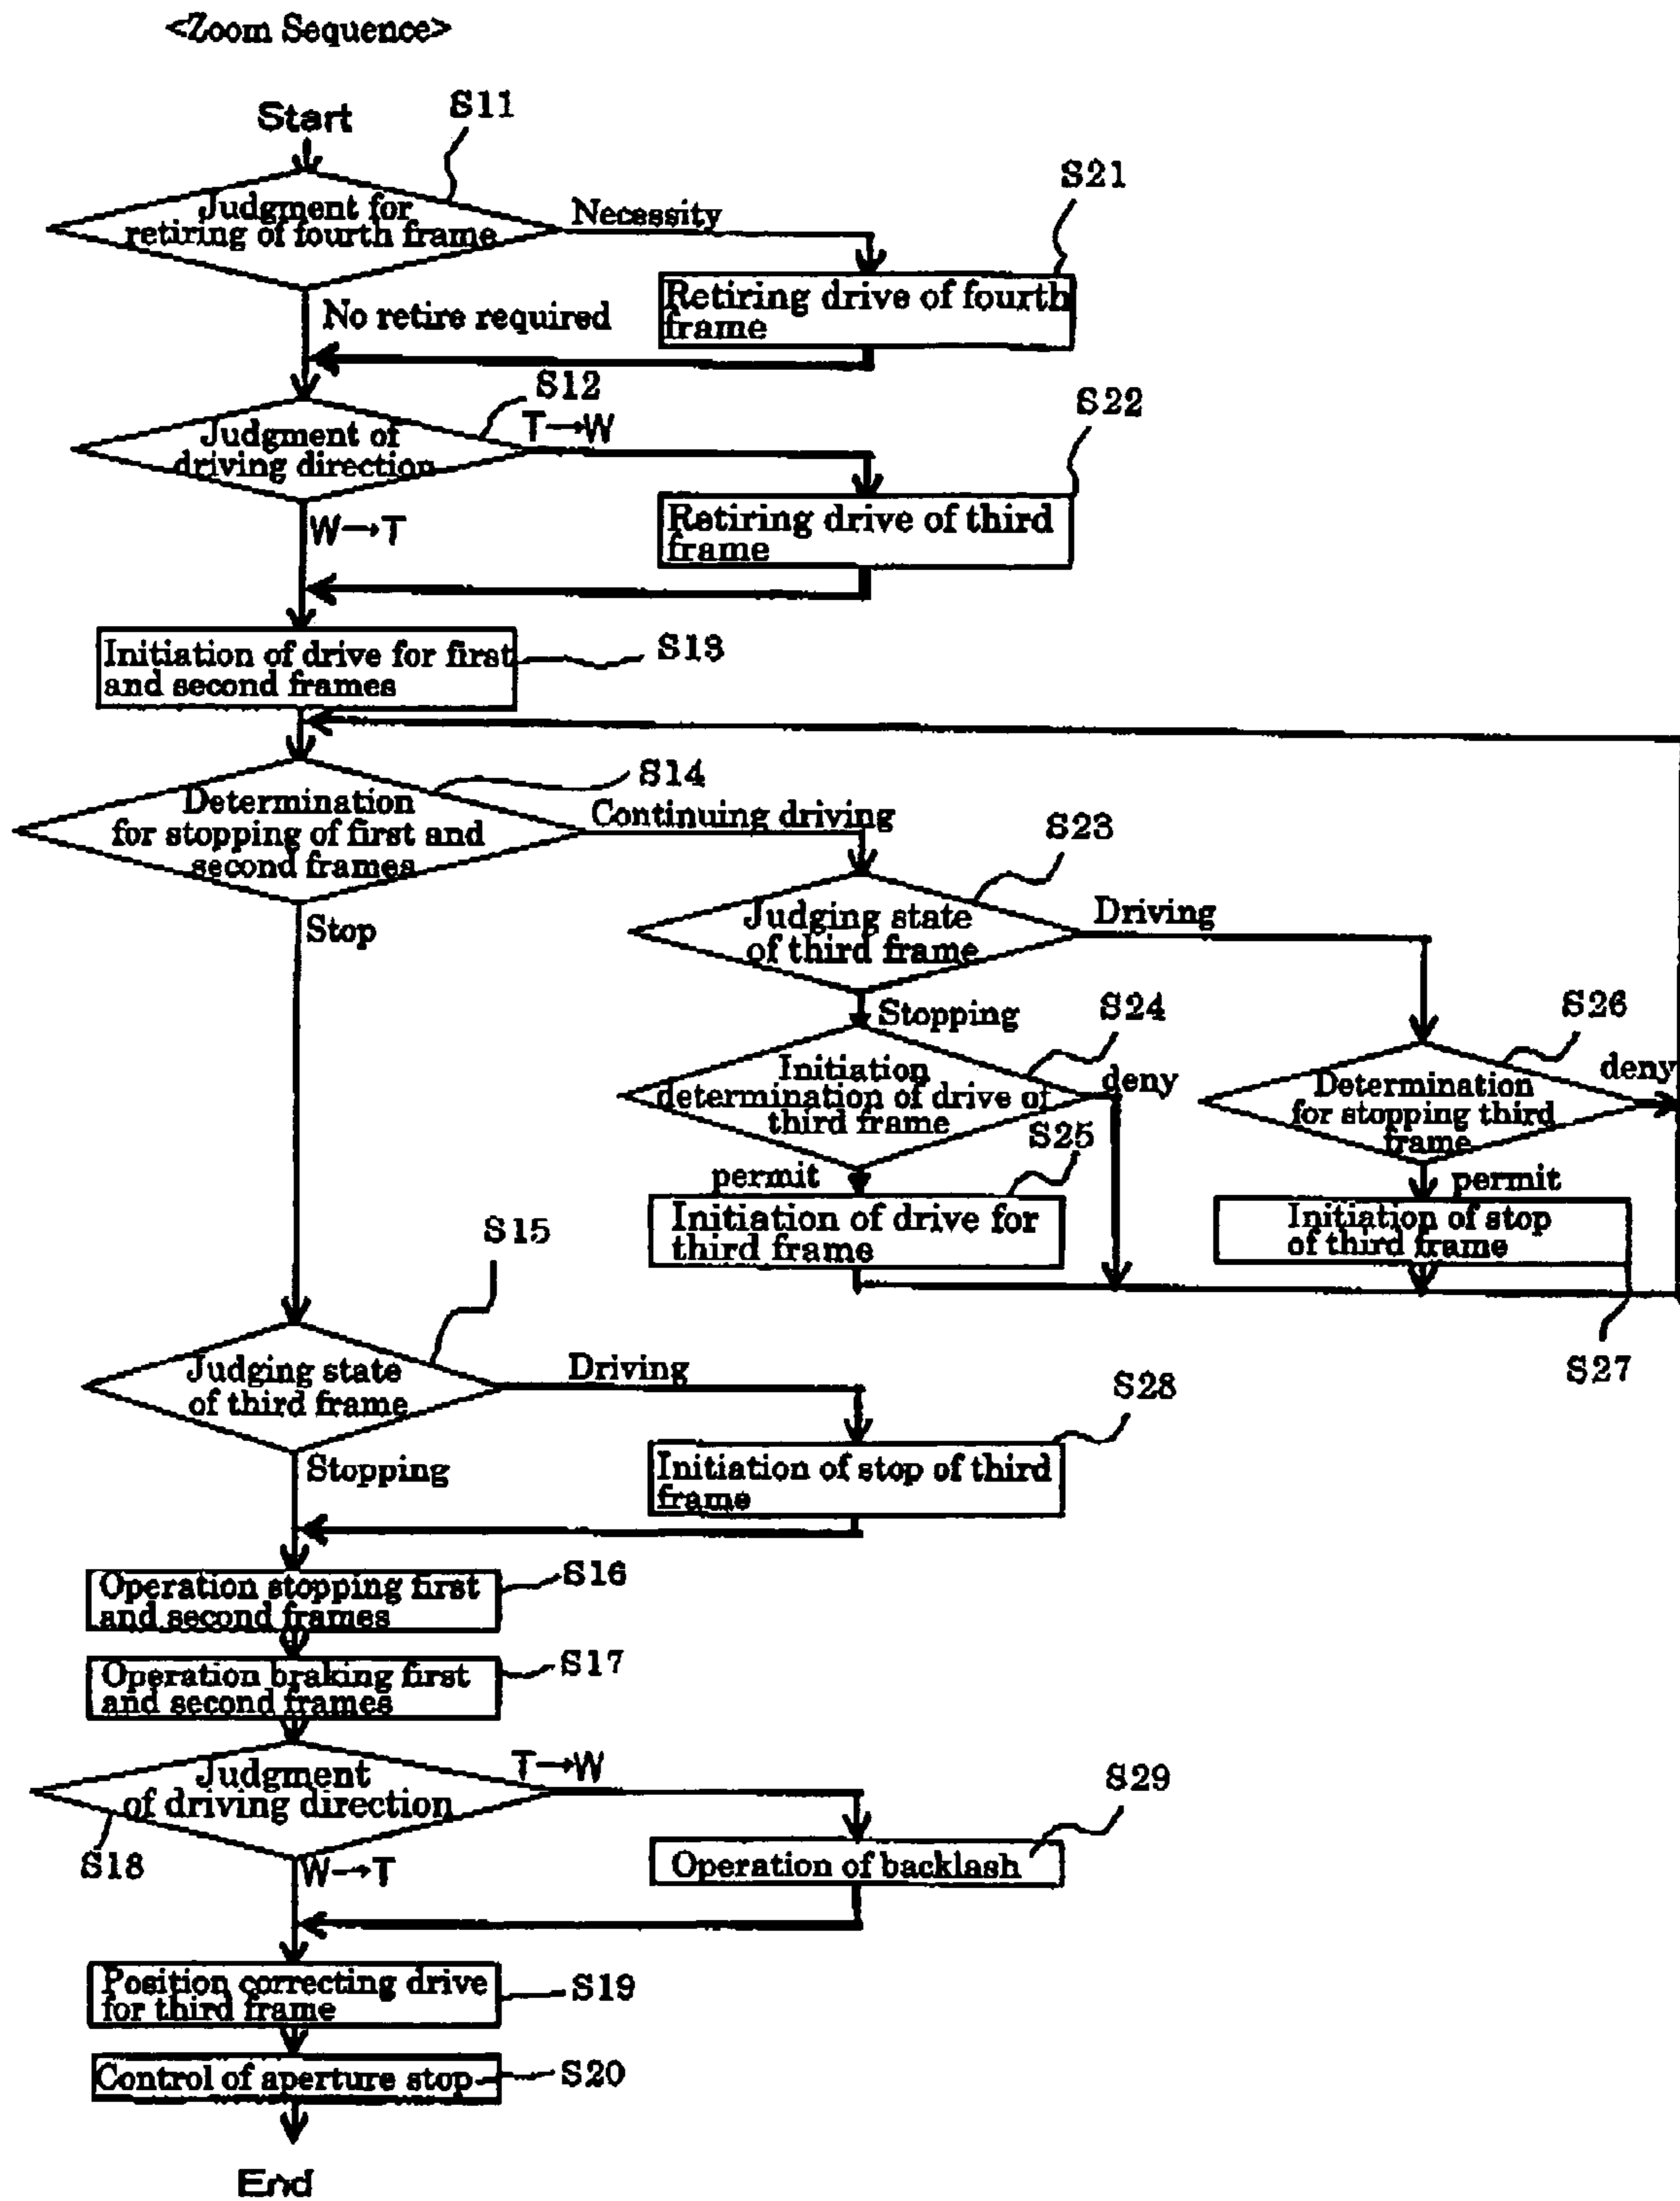 <Zoom Sequence>
Start
S11
Judgment for
retiring of fourth frame
Necessity
S21
Retiring drive of fourth
frame
No retire required
S12
Judgment of
driving direction
T→W
S22
Retiring drive of third
frame
W→T
Initiation of drive for first
and second frames
S13
S14
Determination
for stopping of first and
second frames
Continuing driving
Stop
S23
Judging state
of third frame
Driving
Stopping
S24
Initiation
determination of drive of
third frame
deny
S26
Determination
for stopping third
frame
deny
permit
S25
Initiation of drive for
third frame
permit
Initiation of stop
of third frame
S27
S15
Judging state
of third frame
Driving
S28
Initiation of stop of third
frame
Stopping
Operation stopping first
and second frames
S16
Operation braking first
and second frames
S17
Judgment
of driving direction
T→W
S18
S29
Operation of backlash
W→T
Position correcting drive
for third frame
S19
Control of aperture stop
S20
End